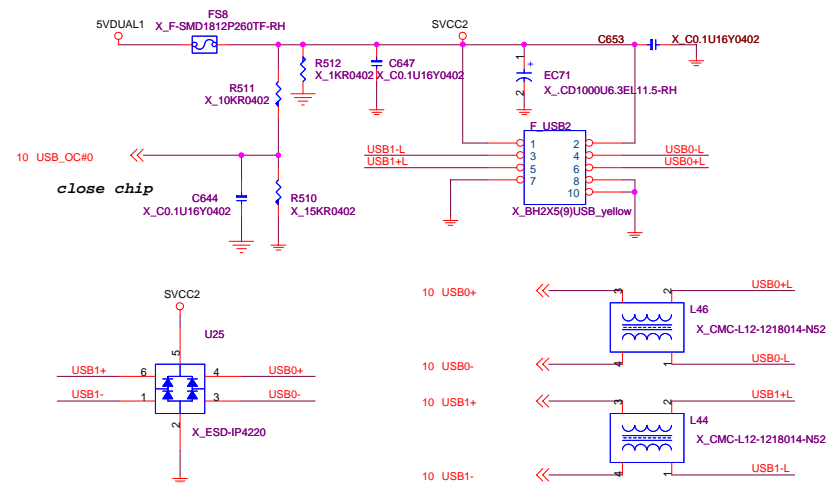 FS8
5VDUAL1
X_F-SMD1812P260TF-RH
SVCC2
C653
X_C0.1U16Y0402
R512
X_1KR0402
C647
X_C0.1U16Y0402
1
+
EC71
2
X_.CD1000U6.3EL11.5-RH
R511
X_10KR0402
F_USB2
USB1-L
USB1+L
1
3
5
7
2
4
6
8
10
USB0-L
USB0+L
X_BH2X5(9)USB_yellow
10 USB_OC#0
close chip
C644
X_C0.1U16Y0402
R510
X_15KR0402
SVCC2
U25
5
USB1+
6
4
USB0+
USB1-
1
3
USB0-
2
X_ESD-IP4220
10 USB0+
3
2
USB0+L
L46
X_CMC-L12-1218014-N52
10 USB0-
4
1
USB0-L
10 USB1+
3
2
USB1+L
L44
X_CMC-L12-1218014-N52
10 USB1-
4
1
USB1-L